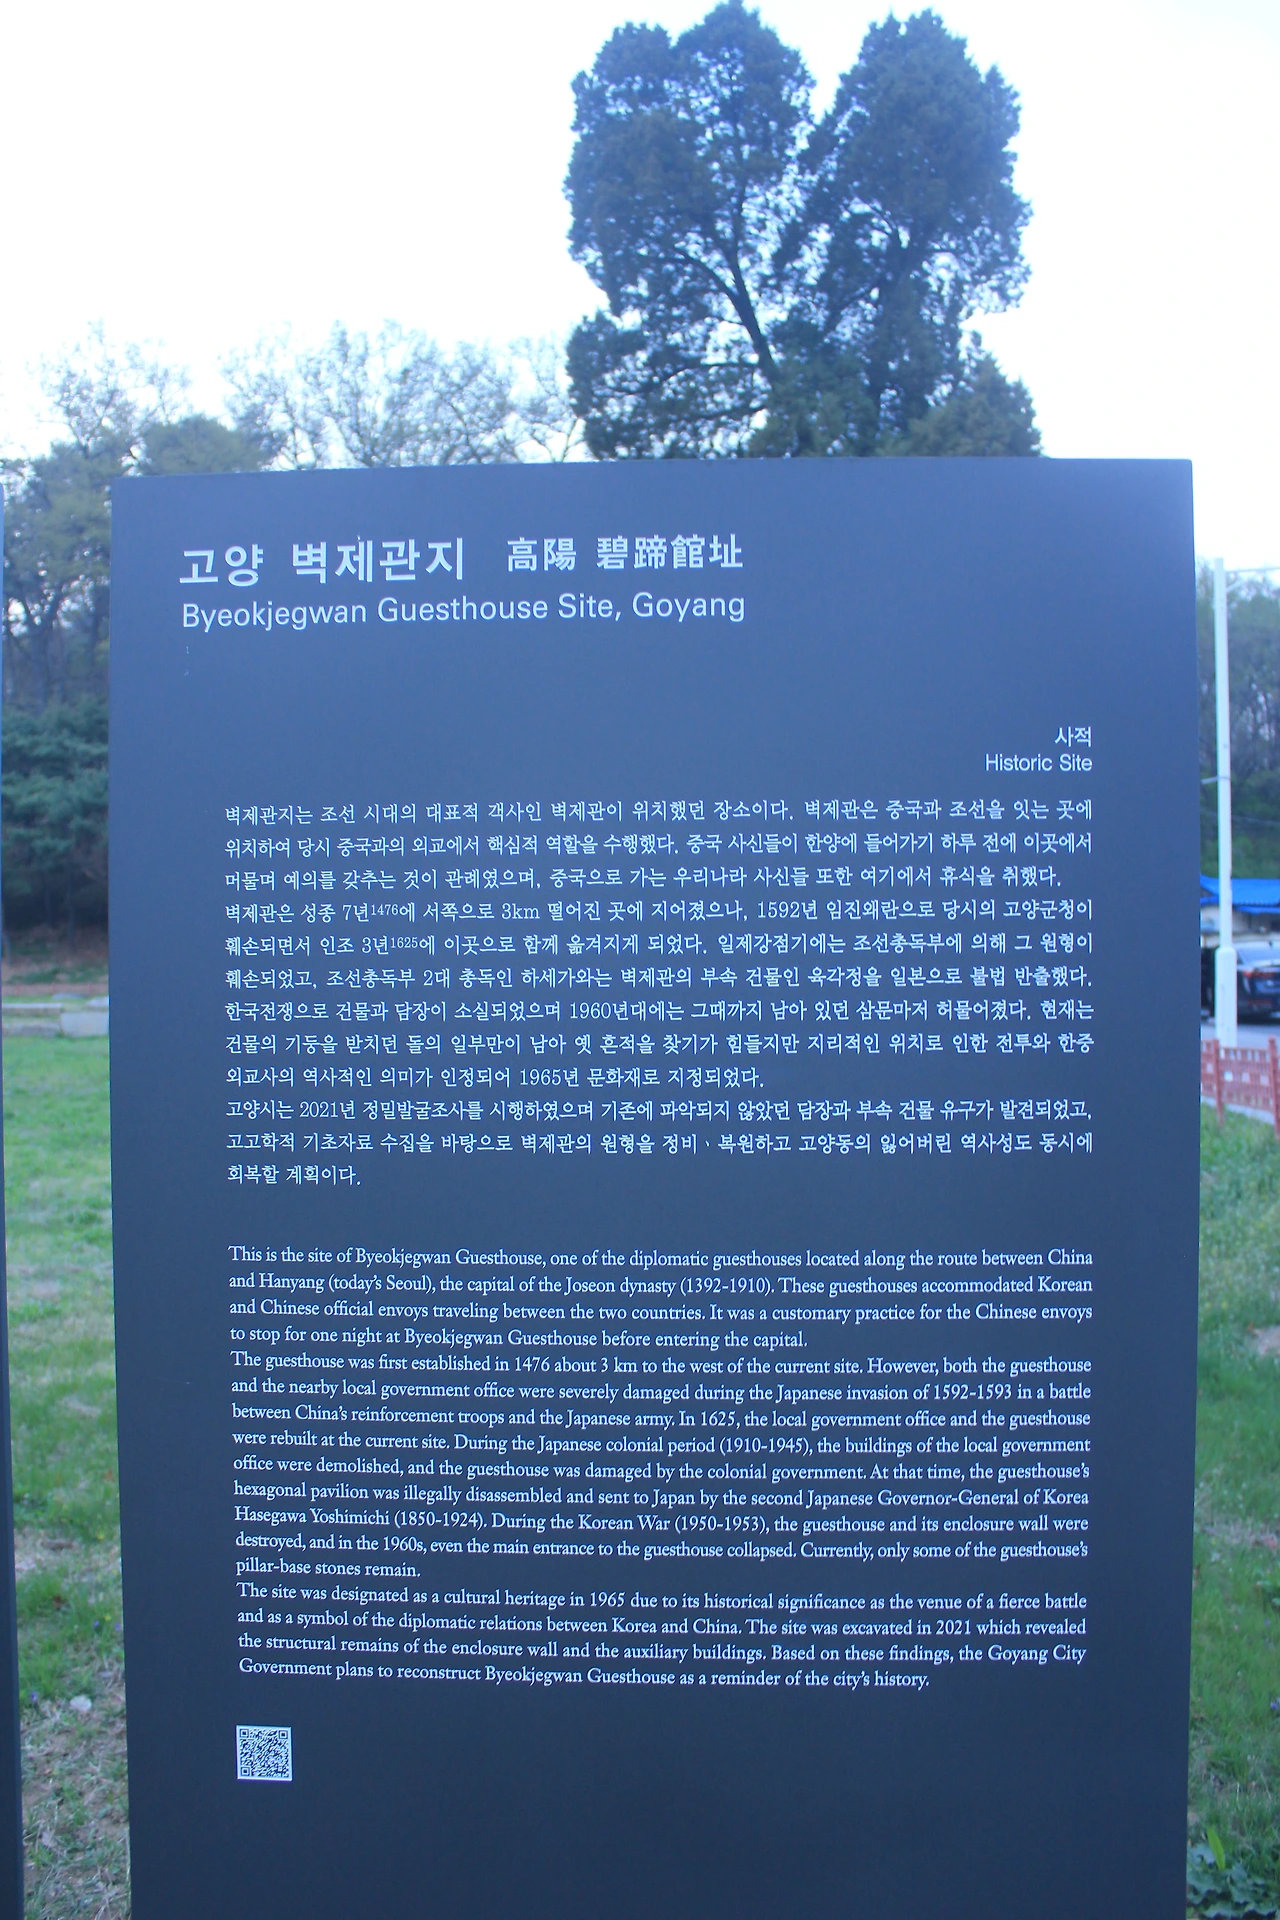 고양 벽제관지 高陽 碧蹄館址
Byeokjegwan Guesthouse Site, Goyang
사적
Historic Site
벽제관지는 조선 시대의 대표적 객사인 벽제관이 위치했던 장소이다. 벽제관은 중국과 조선을 잇는 곳에
위치하여 당시 중국과의 외교에서 핵심적 역할을 수행했다. 중국 사신들이 한양에 들어가기 하루 전에 이곳에서
머물며 예의를 갖추는 것이 관례였으며, 중국으로 가는 우리나라 사신들 또한 여기에서 휴식을 취했다.
벽제관은 성종 7년1476에 서쪽으로 3km 떨어진 곳에 지어졌으나, 1592년 임진왜란으로 당시의 고양군청이
훼손되면서 인조 3년1625에 이곳으로 함께 옮겨지게 되었다. 일제강점기에는 조선총독부에 의해 그 원형이
훼손되었고, 조선총독부 2대 총독인 하세가와는 벽제관의 부속 건물인 육각정을 일본으로 불법 반출했다.
한국전쟁으로 건물과 담장이 소실되었으며 1960년대에는 그때까지 남아 있던 삼문마저 허물어졌다. 현재는
건물의 기둥을 받치던 돌의 일부만이 남아 옛 흔적을 찾기가 힘들지만 지리적인 위치로 인한 전투와 한중
외교사의 역사적인 의미가 인정되어 1965년 문화재로 지정되었다.
고양시는 2021년 정밀발굴조사를 시행하였으며 기존에 파악되지 않았던 담장과 부속 건물 유구가 발견되었고,
고고학적 기초자료 수집을 바탕으로 벽제관의 원형을 정비、복원하고 고양동의 잃어버린 역사성도 동시에
회복할 계획이다.
This is the site of Byeokjegwan Guesthouse, one of the diplomatic guesthouses located along the route between China
and Hanyang (today's Seoul), the capital of the Joseon dynasty (1392-1910). These guesthouses accommodated Korean
and Chinese official envoys traveling between the two countries. It was a customary practice for the Chinese envoys
to stop for one night at Byeokjegwan Guesthouse before entering the capital.
The guesthouse was first established in 1476 about 3 km to the west of the current site. However, both the guesthouse
and the nearby local government office were severely damaged during the Japanese invasion of 1592-1593 in a battle
between China's reinforcement troops and the Japanese army. In 1625, the local government office and the guesthouse
were rebuilt at the current site. During the Japanese colonial period (1910-1945), the buildings of the local government
office were demolished, and the guesthouse was damaged by the colonial government. At that time, the guesthouse's
hexagonal pavilion was illegally disassembled and sent to Japan by the second Japanese Governor-General of Korea
Hasegawa Yoshimichi (1850-1924). During the Korean War (1950-1953), the guesthouse and its enclosure wall were
destroyed, and in the 1960s, even the main entrance to the guesthouse collapsed. Currently, only some of the guesthouse's
pillar-base stones remain.
The site was designated as a cultural heritage in 1965 due to its historical significance as the venue of a fierce battle
and as a symbol of the diplomatic relations between Korea and China. The site was excavated in 2021 which revealed
the structural remains of the enclosure wall and the auxiliary buildings. Based on these findings, the Goyang City
Government plans to reconstruct Byeokjegwan Guesthouse as a reminder of the city's history.